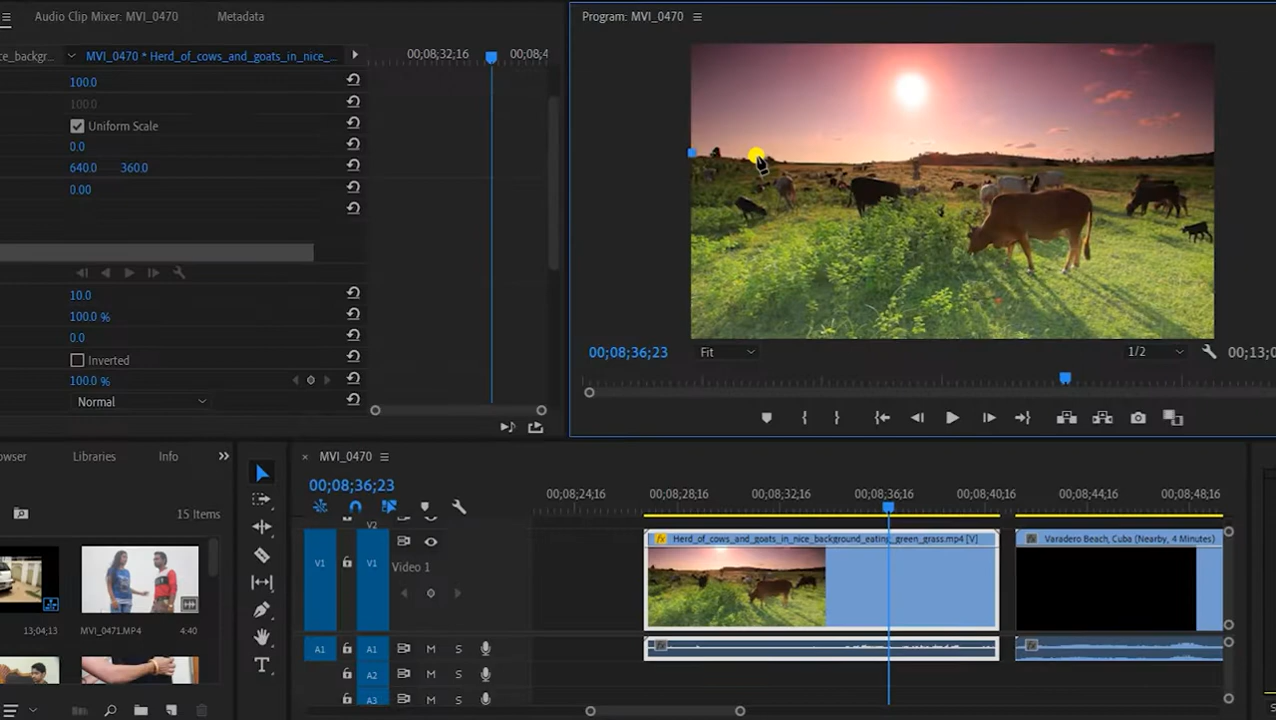 Audio Clip Mixer: MVI_0470
Metadata
Program: MVI_0470
ce_backgr...
MVI_0470 * Herd_of_cows_and_goats_in_nice_...
00;08;32;16
00;08;4
100.0
100.0
Uniform Scale
0.0
640.0 360.0
0.00
10.0
100.0 %
0.0
Inverted
100.0 %
Normal
00;08;36;23
Fit
1/2
00;13;0
owser
Libraries
Info
15 Items
13;04;13
MVI_0471.MP4
4:40
MVI_0470
00;08;36;23
00;08;24;16
00;08;28;16
00;08;32;16
00;08;36;16
00;08;40;16
00;08;44;16
00;08;48;16
V2
V1
V1
Video 1
Herd_of_cows_and_goats_in_nice_background_eating_green_grass.mp4 [V]
Varadero Beach, Cuba (Nearby, 4 Minutes)
A1
A1
M
S
A2
M
S
A3
M
S